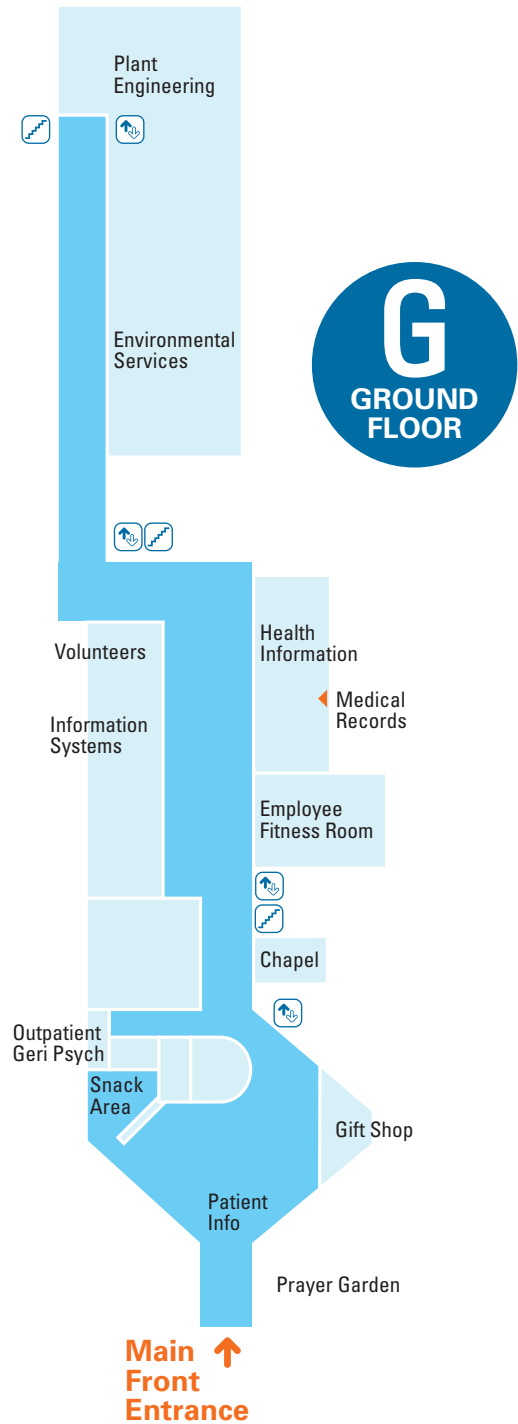 Plant
Engineering
Environmental
Services
G
GROUND
FLOOR
Volunteers
Health
Information
Information
Systems
Medical
Records
Employee
Fitness Room
Chapel
Outpatient
Geri Psych
Snack
Area
Gift Shop
Patient
Info
Prayer Garden
Main
Front
Entrance